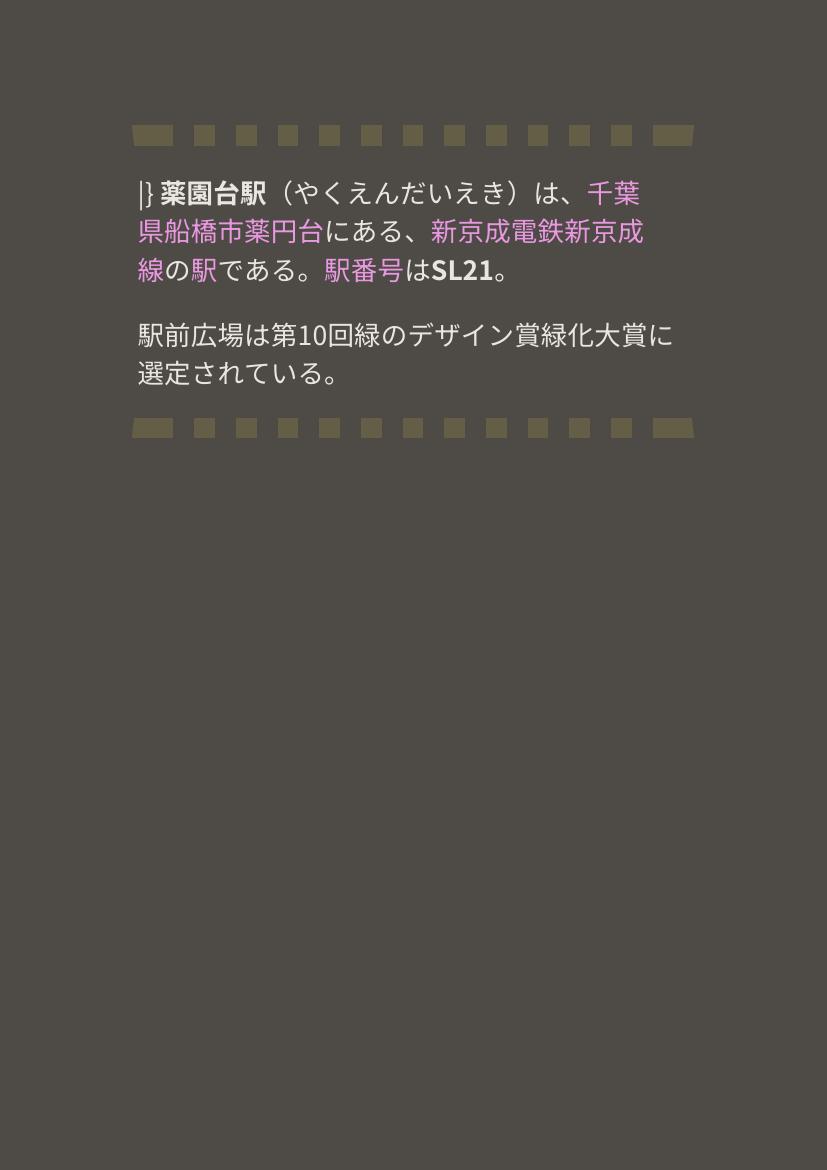 |} 薬園台駅（やくえんだいえき）は、千葉
県船橋市薬円台にある、新京成電鉄新京成
線の駅である。駅番号はSL21。
駅前広場は第10回緑のデザイン賞緑化大賞に
選定されている。